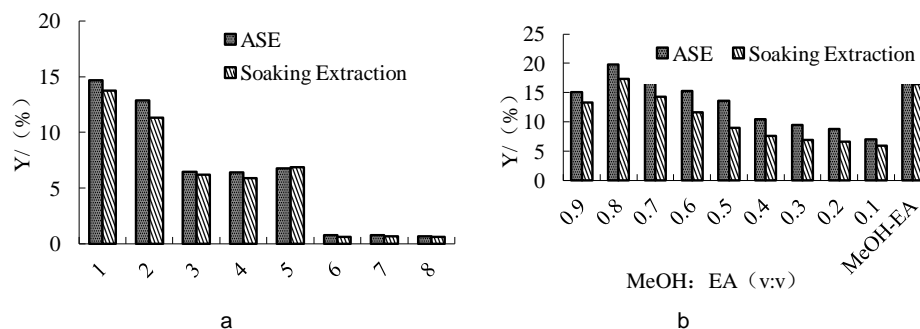 20
15
10
5
0
Y/（%）
ASE
Soaking Extraction
1 2 3 4 5 6 7 8
a
25
20
15
10
5
0
Y/（%）
ASE Soaking Extraction
0.9 0.8 0.7 0.6 0.5 0.4 0.3 0.2 0.1 MeOH-EA
MeOH：EA（v:v）
b